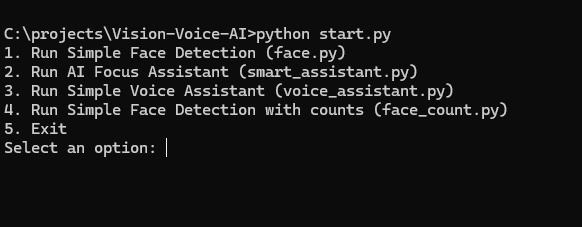 C:\projects\Vision-Voice-AI>python start.py
1. Run Simple Face Detection (face.py)
2. Run AI Focus Assistant (smart_assistant.py)
3. Run Simple Voice Assistant (voice_assistant.py)
4. Run Simple Face Detection with counts (face_count.py)
5. Exit
Select an option: